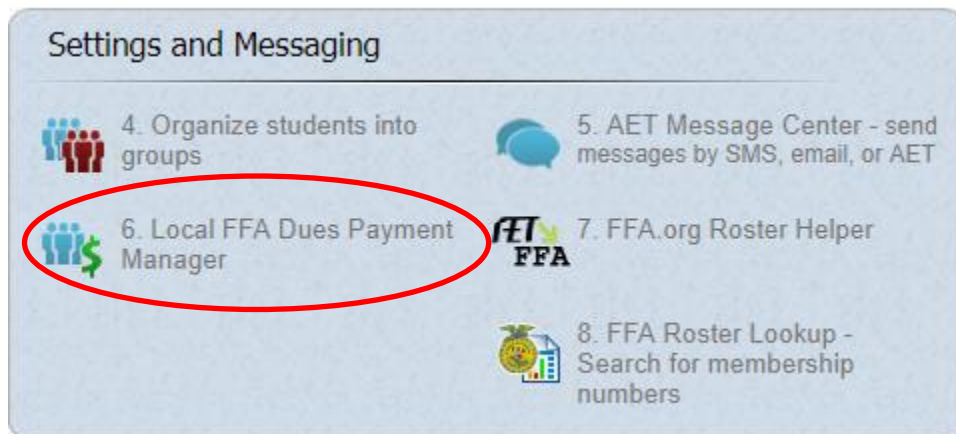 Settings and Messaging
4. Organize students into
groups
5. AET Message Center - send
messages by SMS, email, or AET
6. Local FFA Dues Payment
Manager
$
ÆT
FFA
7. FFA.org Roster Helper
8. FFA Roster Lookup -
Search for membership
numbers